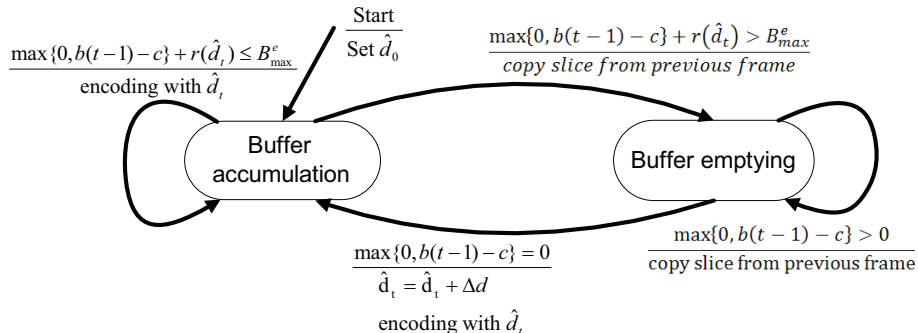 Start
Set d̂₀
max{0, b(t−1)−c}+r(d̂ₜ) ≤ Bᵉₘₐₓ
encoding with d̂ₜ
max{0, b(t − 1) − c} + r(d̂ₜ) > Bᵉₘₐₓ
copy slice from previous frame
Buffer
accumulation
Buffer emptying
max{0, b(t−1)−c} = 0
d̂ₜ = d̂ₜ + Δd
encoding with d̂ₜ
max{0, b(t − 1) − c} > 0
copy slice from previous frame